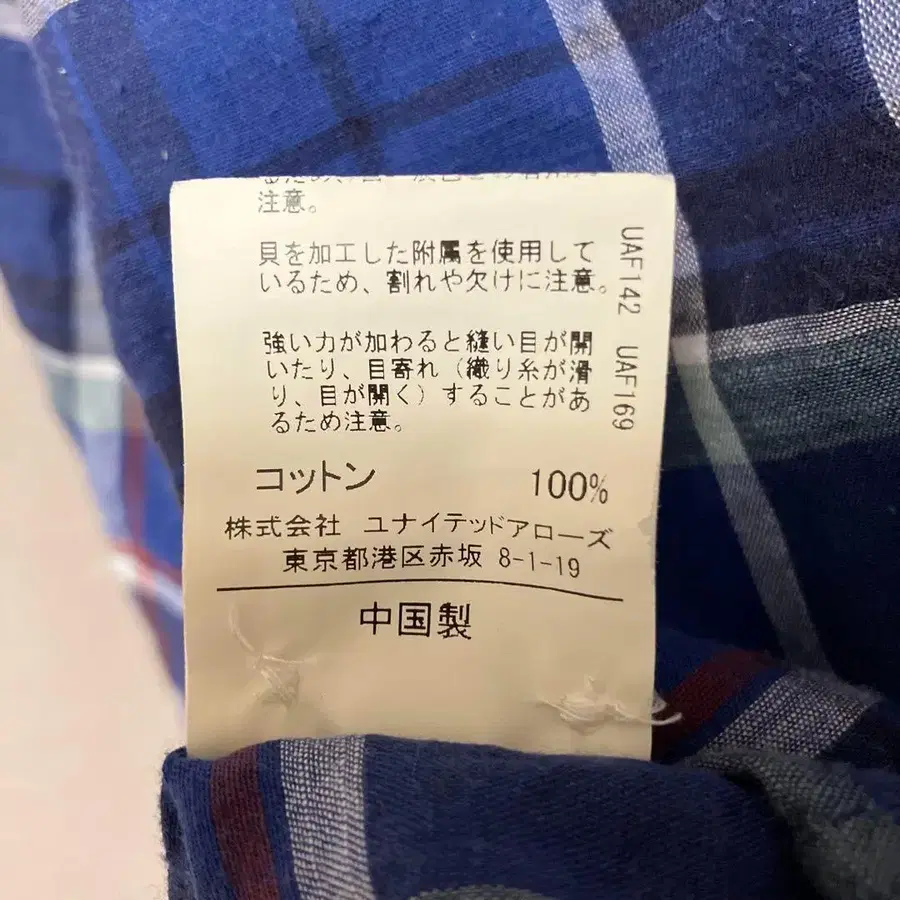 注意。
貝を加工した附属を使用して
いるため、割れや欠けに注意。
強い力が加わると縫い目が開
いたり、目寄れ（織り糸が滑
り、目が開く）することがあ
るため注意。
コットン 100%
株式会社 ユナイテッドアローズ
東京都港区赤坂 8-1-19
中国製
UAF142 UAF169